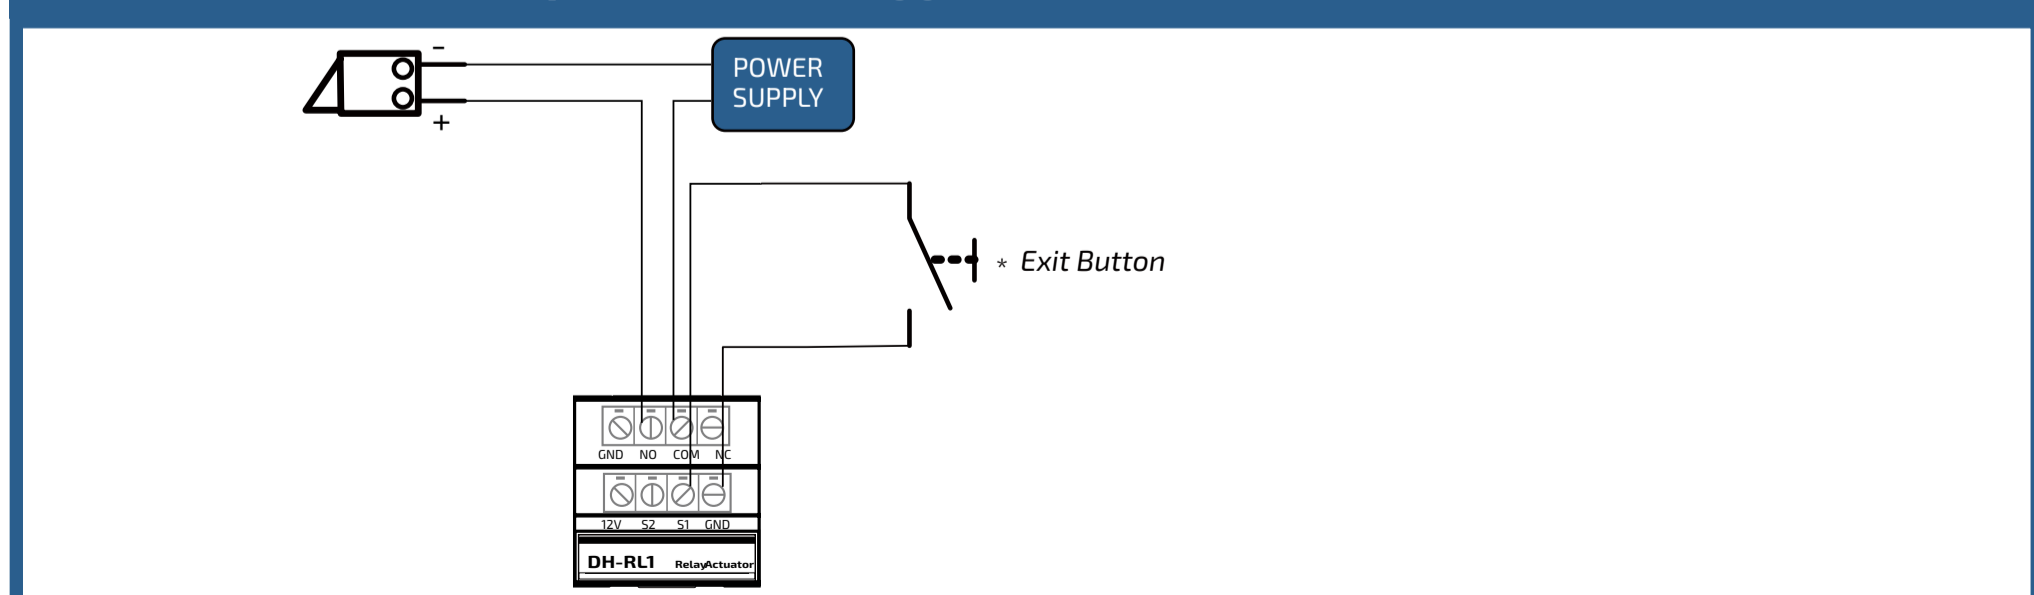 −
POWER
SUPPLY
+
* Exit Button
GND NO COM NC
12V S2 S1 GND
DH-RL1 RelayActuator